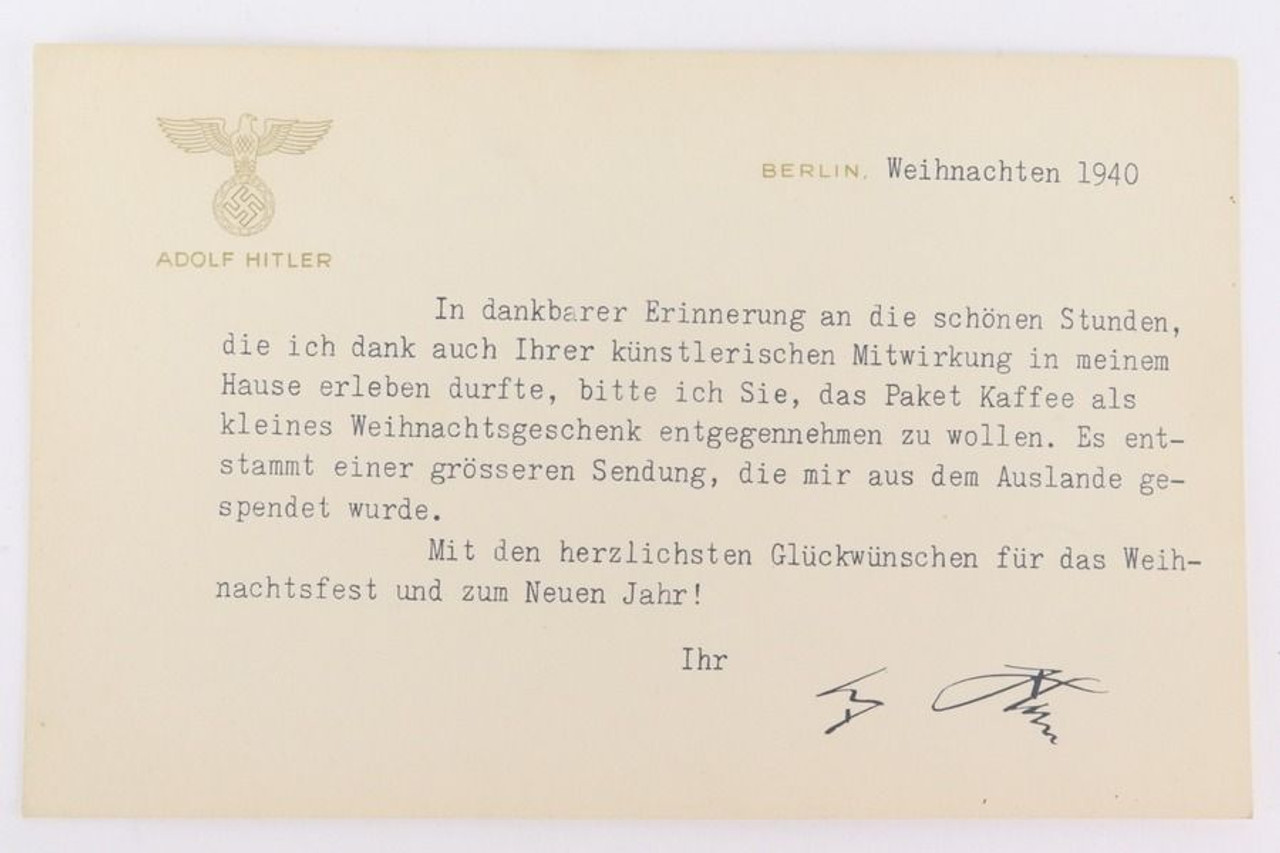 BERLIN, Weihnachten 1940
ADOLF HITLER
In dankbarer Erinnerung an die schönen Stunden,
die ich dank auch Ihrer künstlerischen Mitwirkung in meinem
Hause erleben durfte, bitte ich Sie, das Paket Kaffee als
kleines Weihnachtsgeschenk entgegennehmen zu wollen. Es ent-
stammt einer grösseren Sendung, die mir aus dem Auslande ge-
spendet wurde.
Mit den herzlichsten Glückwünschen für das Weih-
nachtsfest und zum Neuen Jahr!
Ihr